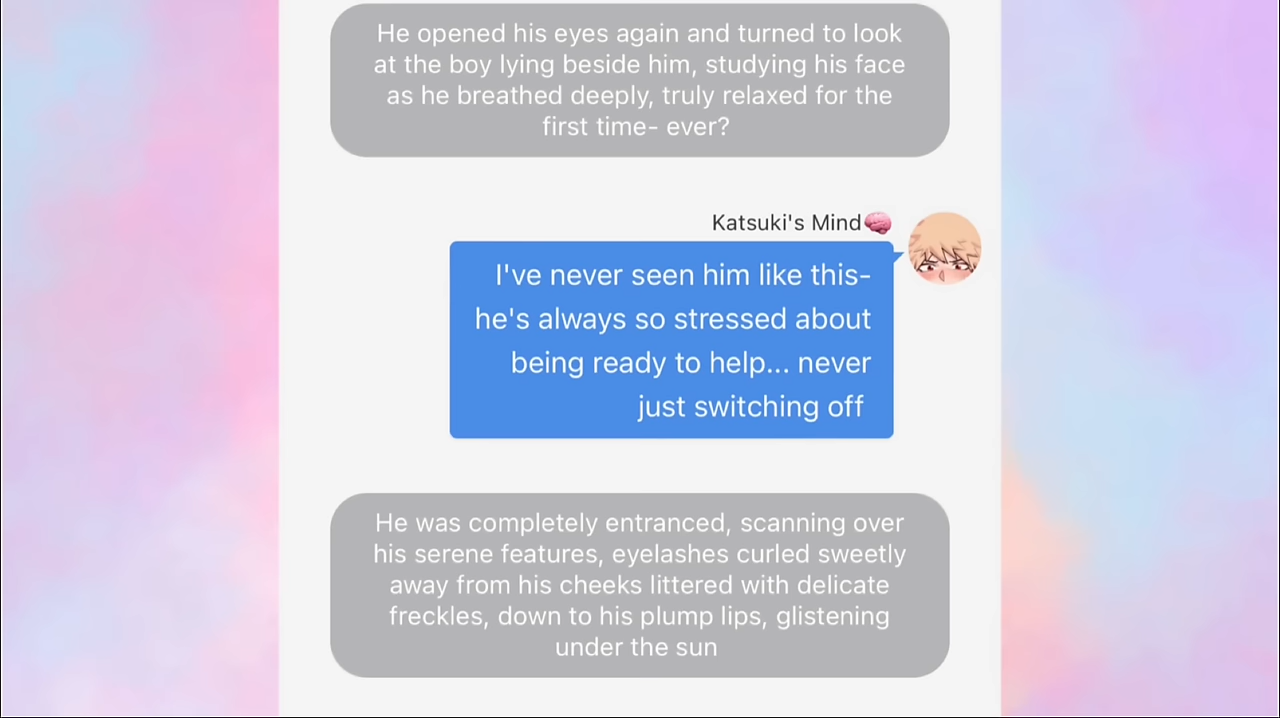 He opened his eyes again and turned to look
at the boy lying beside him, studying his face
as he breathed deeply, truly relaxed for the
first time- ever?
Katsuki's Mind🧠
I've never seen him like this-
he's always so stressed about
being ready to help... never
just switching off
He was completely entranced, scanning over
his serene features, eyelashes curled sweetly
away from his cheeks littered with delicate
freckles, down to his plump lips, glistening
under the sun